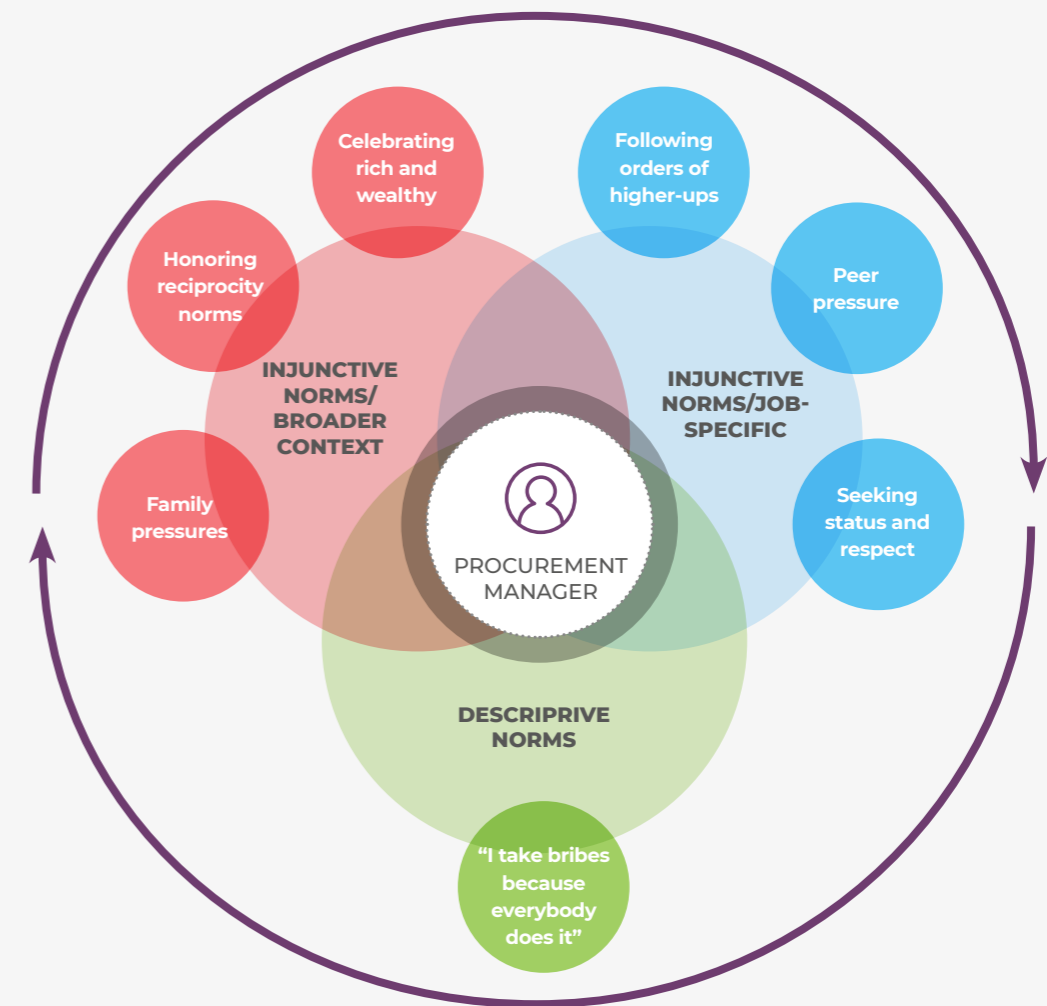 Celebrating
rich and
wealthy
Following
orders of
higher-ups
Honoring
reciprocity
norms
Peer
pressure
INJUNCTIVE
NORMS/
BROADER
CONTEXT
INJUNCTIVE
NORMS/JOB-
SPECIFIC
Family
pressures
Seeking
status and
respect
PROCUREMENT
MANAGER
DESCRIPRIVE
NORMS
“I take bribes
because
everybody
does it”